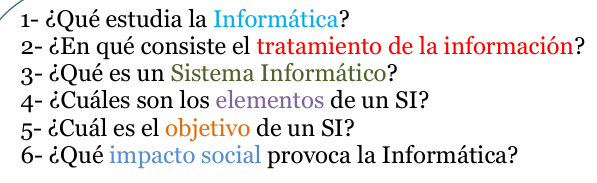 1- ¿Qué estudia la Informática?
2- ¿En qué consiste el tratamiento de la información?
3- ¿Qué es un Sistema Informático?
4- ¿Cuáles son los elementos de un SI?
5- ¿Cuál es el objetivo de un SI?
6- ¿Qué impacto social provoca la Informática?